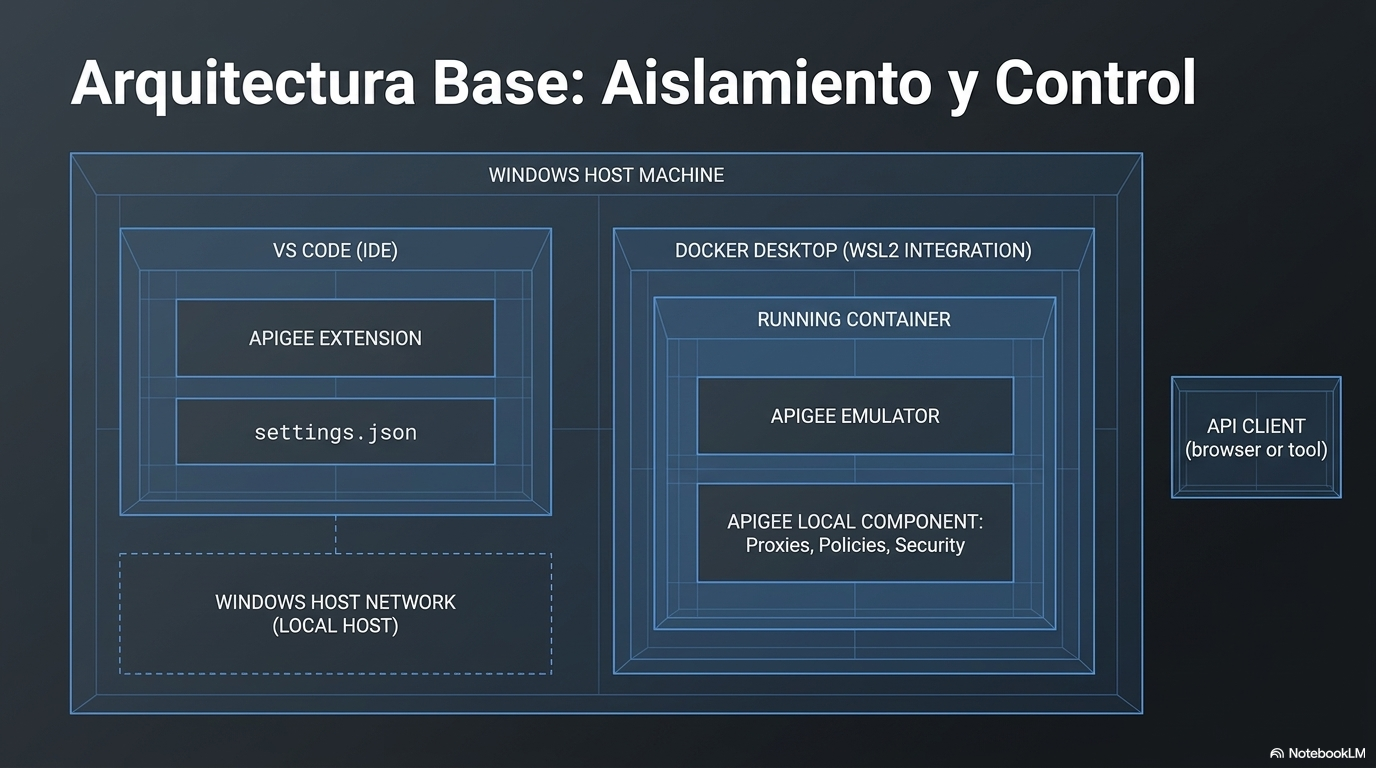 Arquitectura Base: Aislamiento y Control
WINDOWS HOST MACHINE
VS CODE (IDE)
APIGEE EXTENSION
settings.json
WINDOWS HOST NETWORK
(LOCAL HOST)
DOCKER DESKTOP (WSL2 INTEGRATION)
RUNNING CONTAINER
APIGEE EMULATOR
APIGEE LOCAL COMPONENT:
Proxies, Policies, Security
API CLIENT
(browser or tool)
NotebookLM